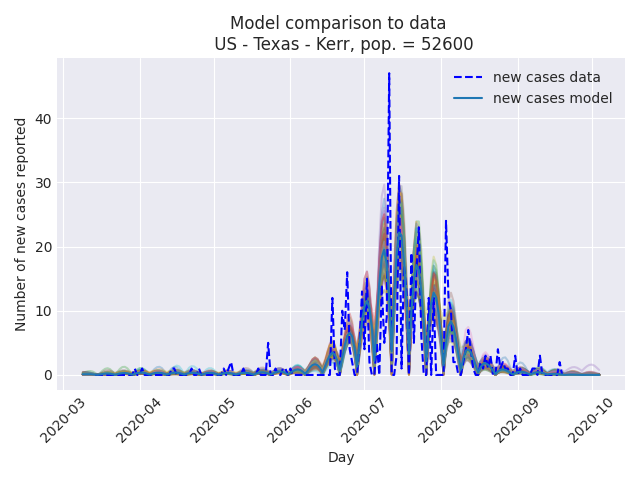 Model comparison to data
US - Texas - Kerr, pop. = 52600
new cases data
new cases model
Number of new cases reported
40
30
20
10
0
2020-03
2020-04
2020-05
2020-06
2020-07
2020-08
2020-09
2020-10
Day